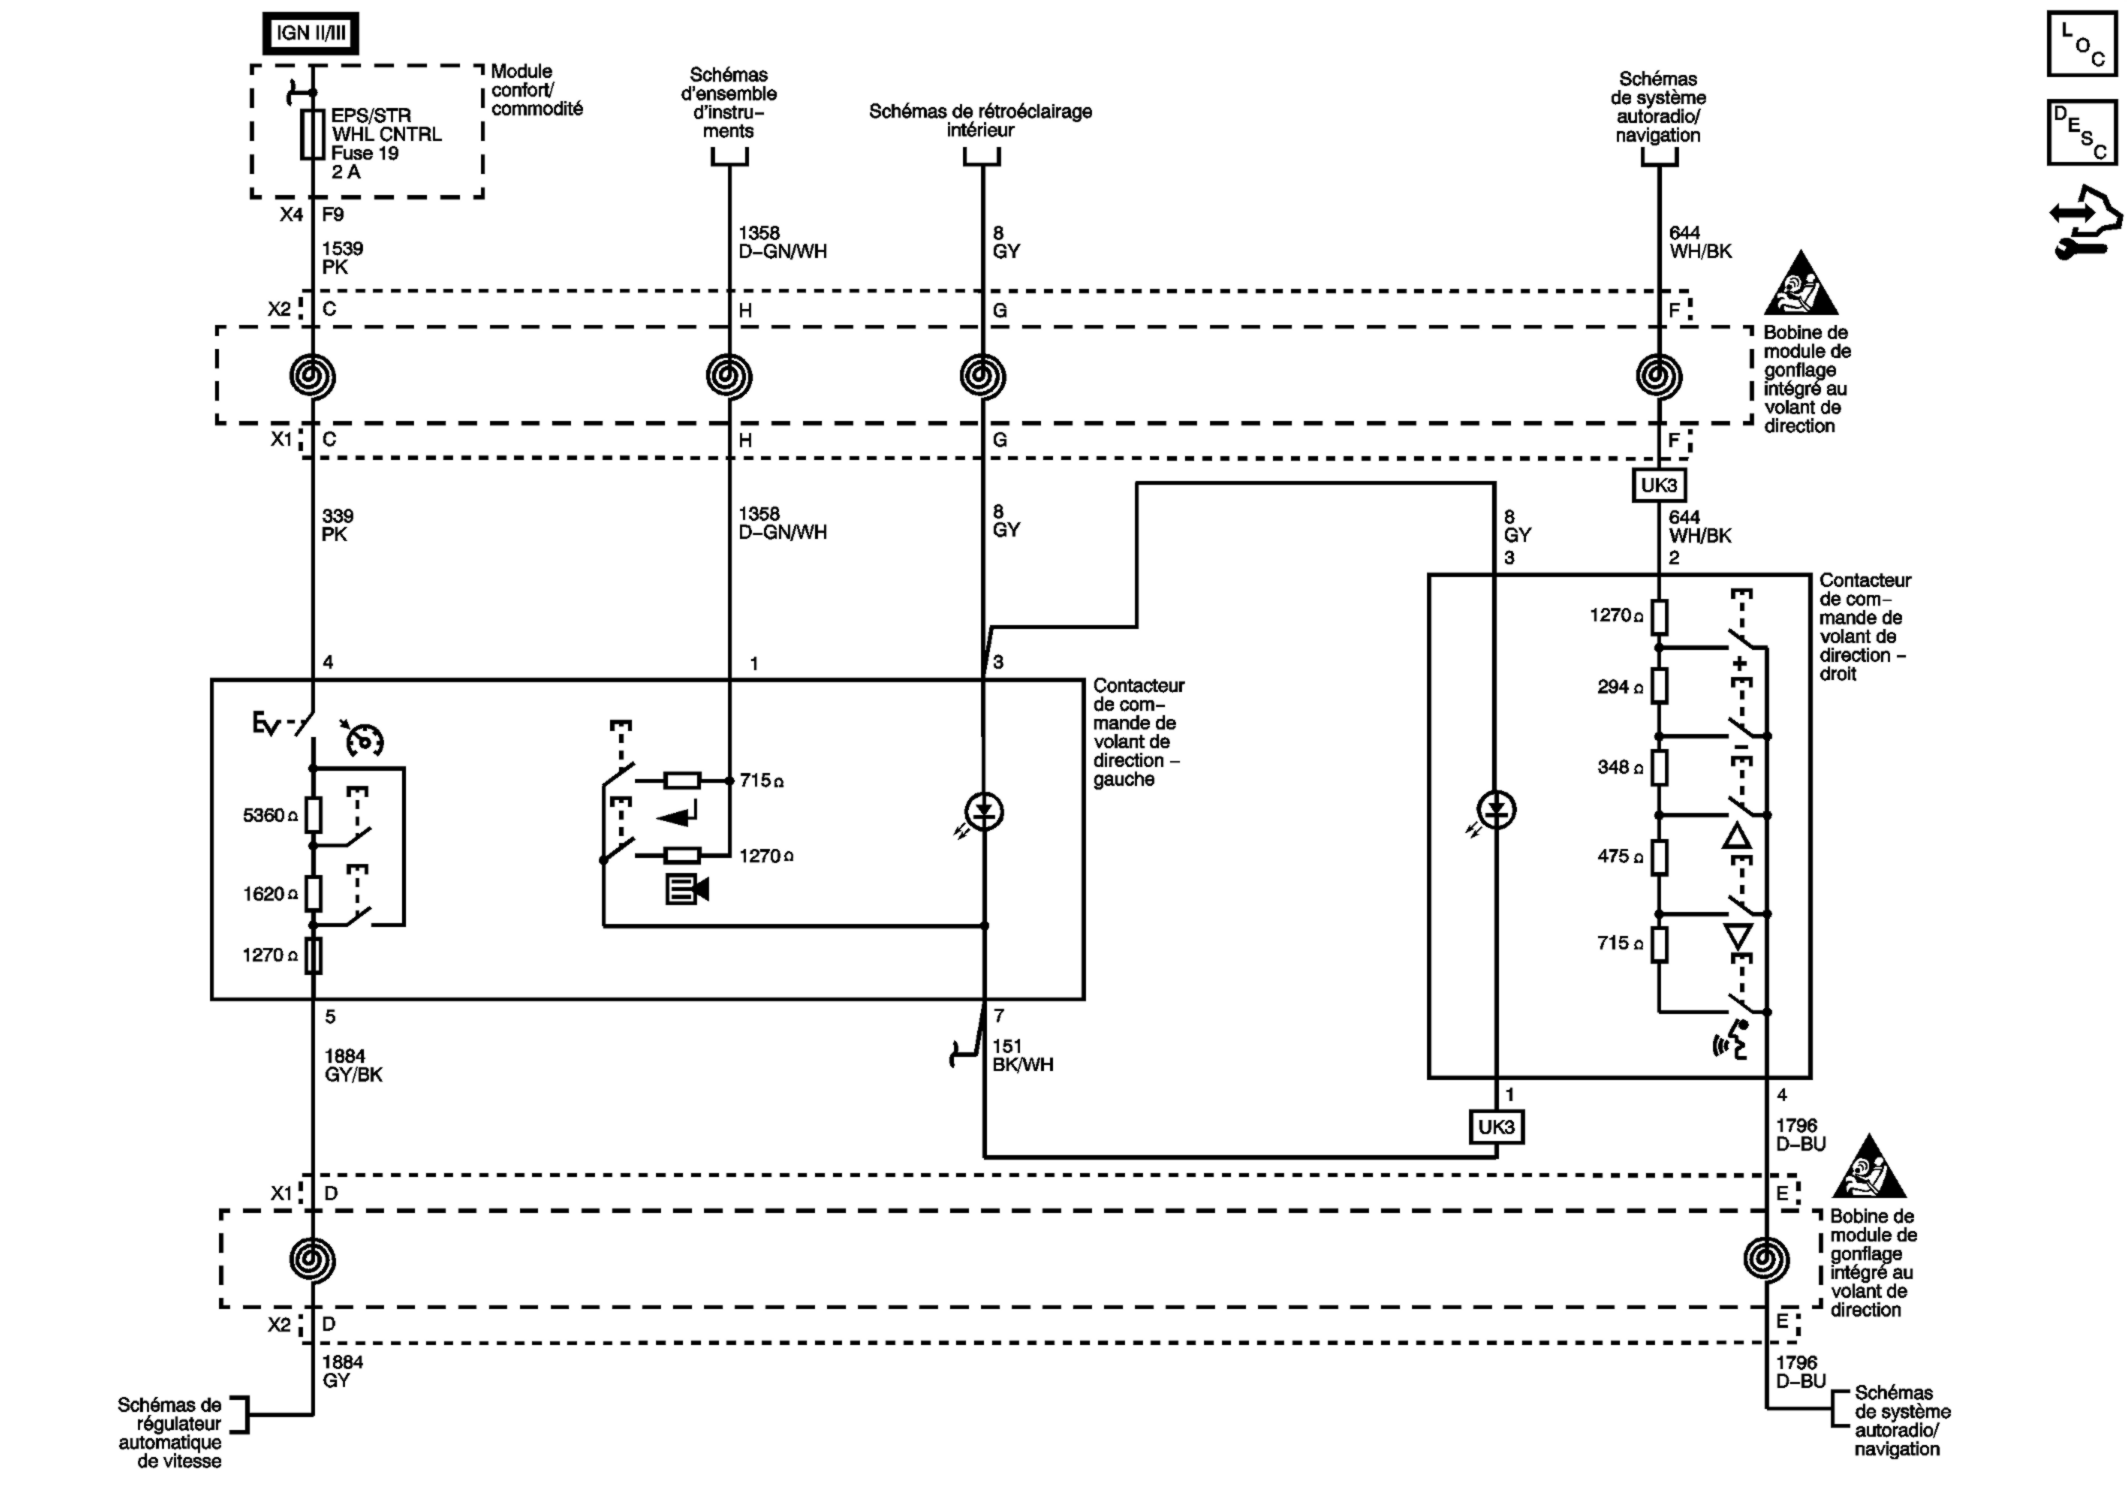 IGN II/III
Module
confort/
commodité
EPS/STR
WHL CNTRL
Fuse 19
2 A
X4 F9
1539
PK
Schémas
d'ensemble
d'instru–
ments
Schémas de rétroéclairage
intérieur
Schémas
de système
autoradio/
navigation
L
O
C
D
E
S
C
1358
D–GN/WH
8
GY
644
WH/BK
X2 C H G F
Bobine de
module de
gonflage
intégré au
volant de
direction
X1 C H G F
UK3
339
PK
1358
D–GN/WH
8
GY
8
GY
3
644
WH/BK
2
4 1 3
Contacteur
de com–
mande de
volant de
direction –
gauche
5360 Ω
1620 Ω
1270 Ω
715 Ω
1270 Ω
Contacteur
de com–
mande de
volant de
direction –
droit
1270 Ω
+
294 Ω
–
348 Ω
475 Ω
715 Ω
5
1884
GY/BK
7
151
BK/WH
1
UK3
4
1796
D–BU
X1 D E
Bobine de
module de
gonflage
intégré au
volant de
direction
X2 D E
1884
GY
1796
D–BU
Schémas de
régulateur
automatique
de vitesse
Schémas
de système
autoradio/
navigation